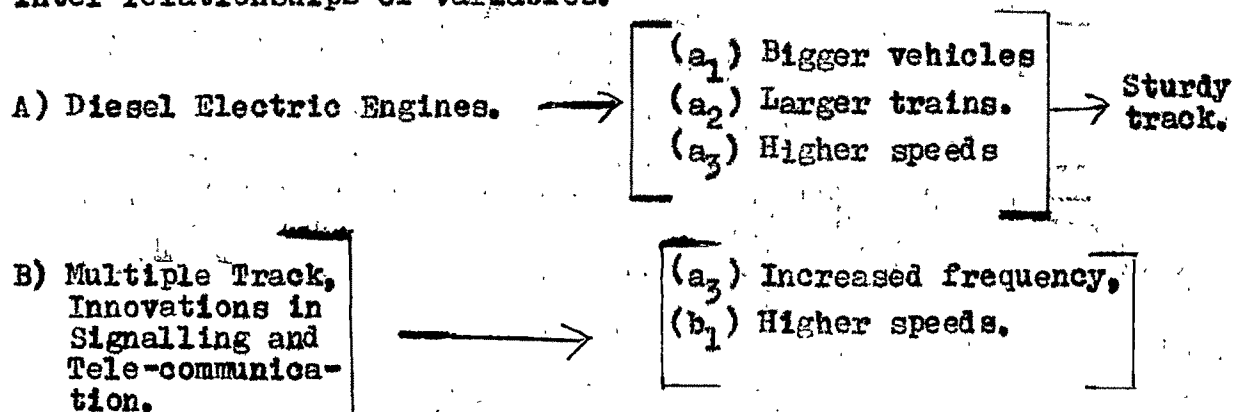 Inter relationships of variables.
(a₁) Bigger vehicles
A) Diesel Electric Engines. → (a₂) Larger trains. → Sturdy track.
(a₃) Higher speeds
B) Multiple Track, (a₃) Increased frequency,
Innovations in (b₁) Higher speeds.
Signalling and →
Tele-communica-
tion.